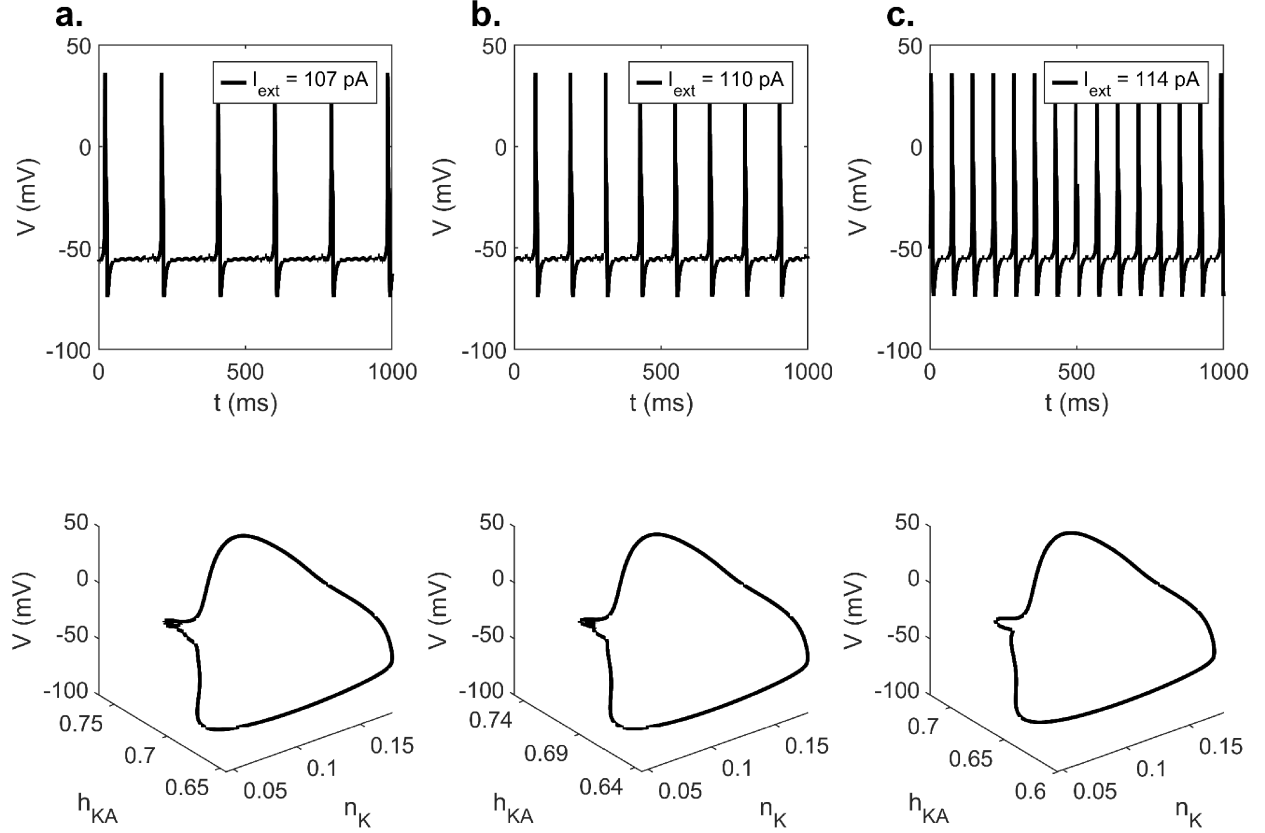 a.
50
0
-50
-100
V (mV)
I_ext = 107 pA
0 500 1000
t (ms)
b.
50
0
-50
-100
V (mV)
I_ext = 110 pA
0 500 1000
t (ms)
c.
50
0
-50
-100
V (mV)
I_ext = 114 pA
0 500 1000
t (ms)
50
0
-50
-100
V (mV)
0.75
0.7
0.65
h_KA
0.05
0.1
0.15
n_K
50
0
-50
-100
V (mV)
0.74
0.69
0.64
h_KA
0.05
0.1
0.15
n_K
50
0
-50
-100
V (mV)
0.7
0.65
0.6
h_KA
0.05
0.1
0.15
n_K